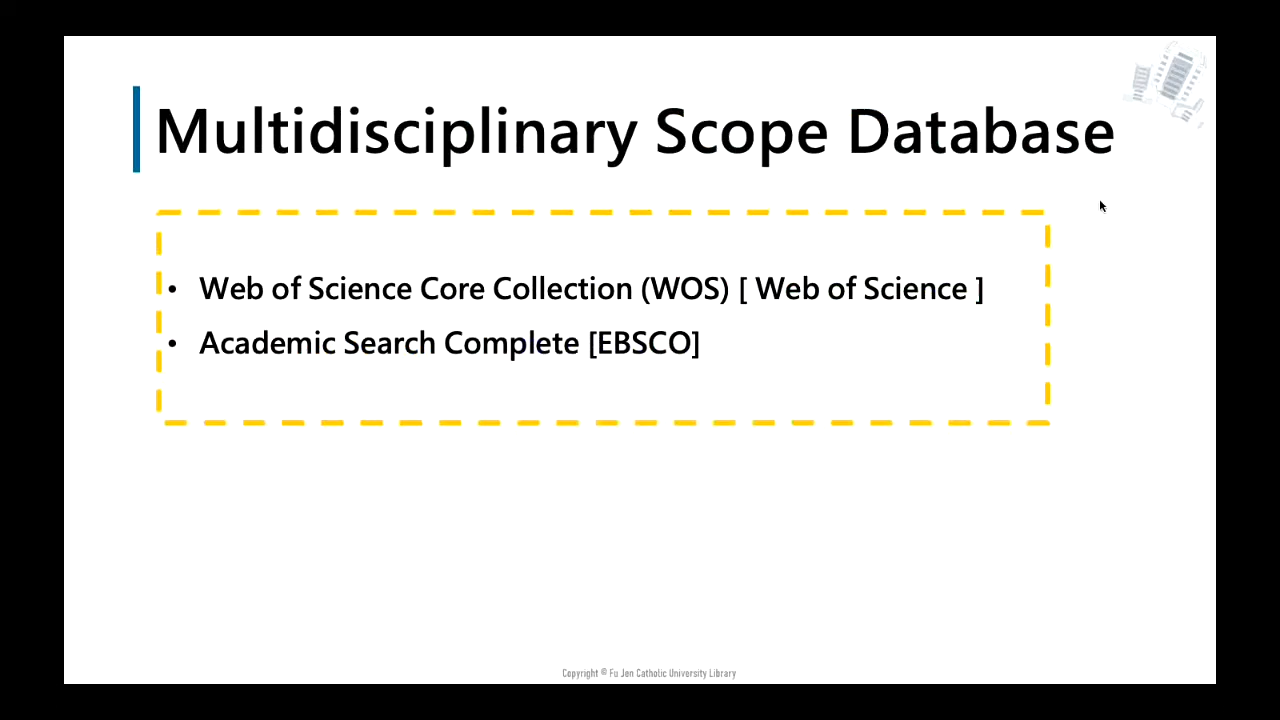 Multidisciplinary Scope Database
• Web of Science Core Collection (WOS) [ Web of Science ]
• Academic Search Complete [EBSCO]
Copyright © Fu Jen Catholic University Library